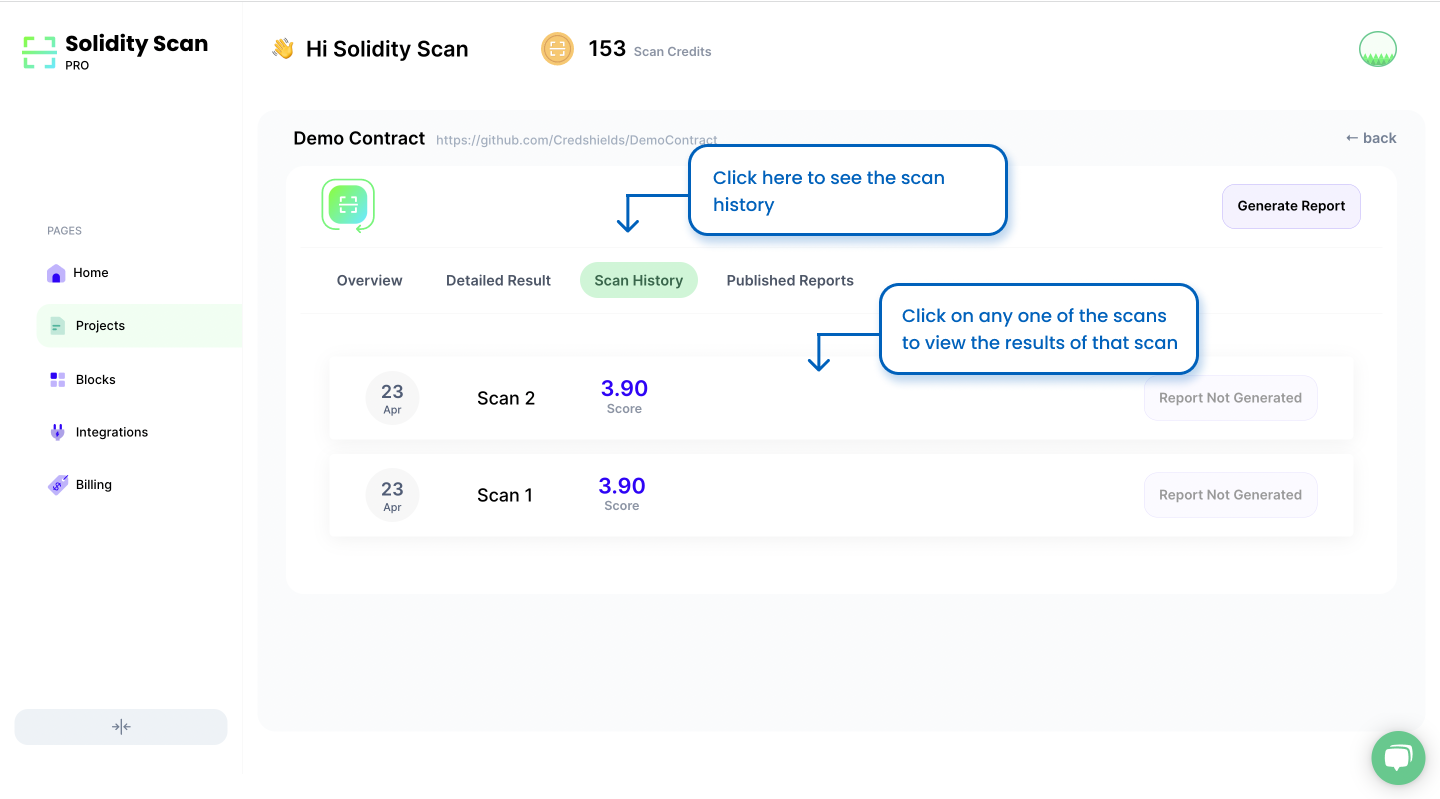 Solidity Scan
PRO
Hi Solidity Scan
153 Scan Credits
Demo Contract https://github.com/Credshields/DemoContract
← back
Click here to see the scan
history
Generate Report
PAGES
Home
Projects
Blocks
Integrations
Billing
Overview Detailed Result Scan History Published Reports
Click on any one of the scans
to view the results of that scan
23
Apr
Scan 2
3.90
Score
Report Not Generated
23
Apr
Scan 1
3.90
Score
Report Not Generated